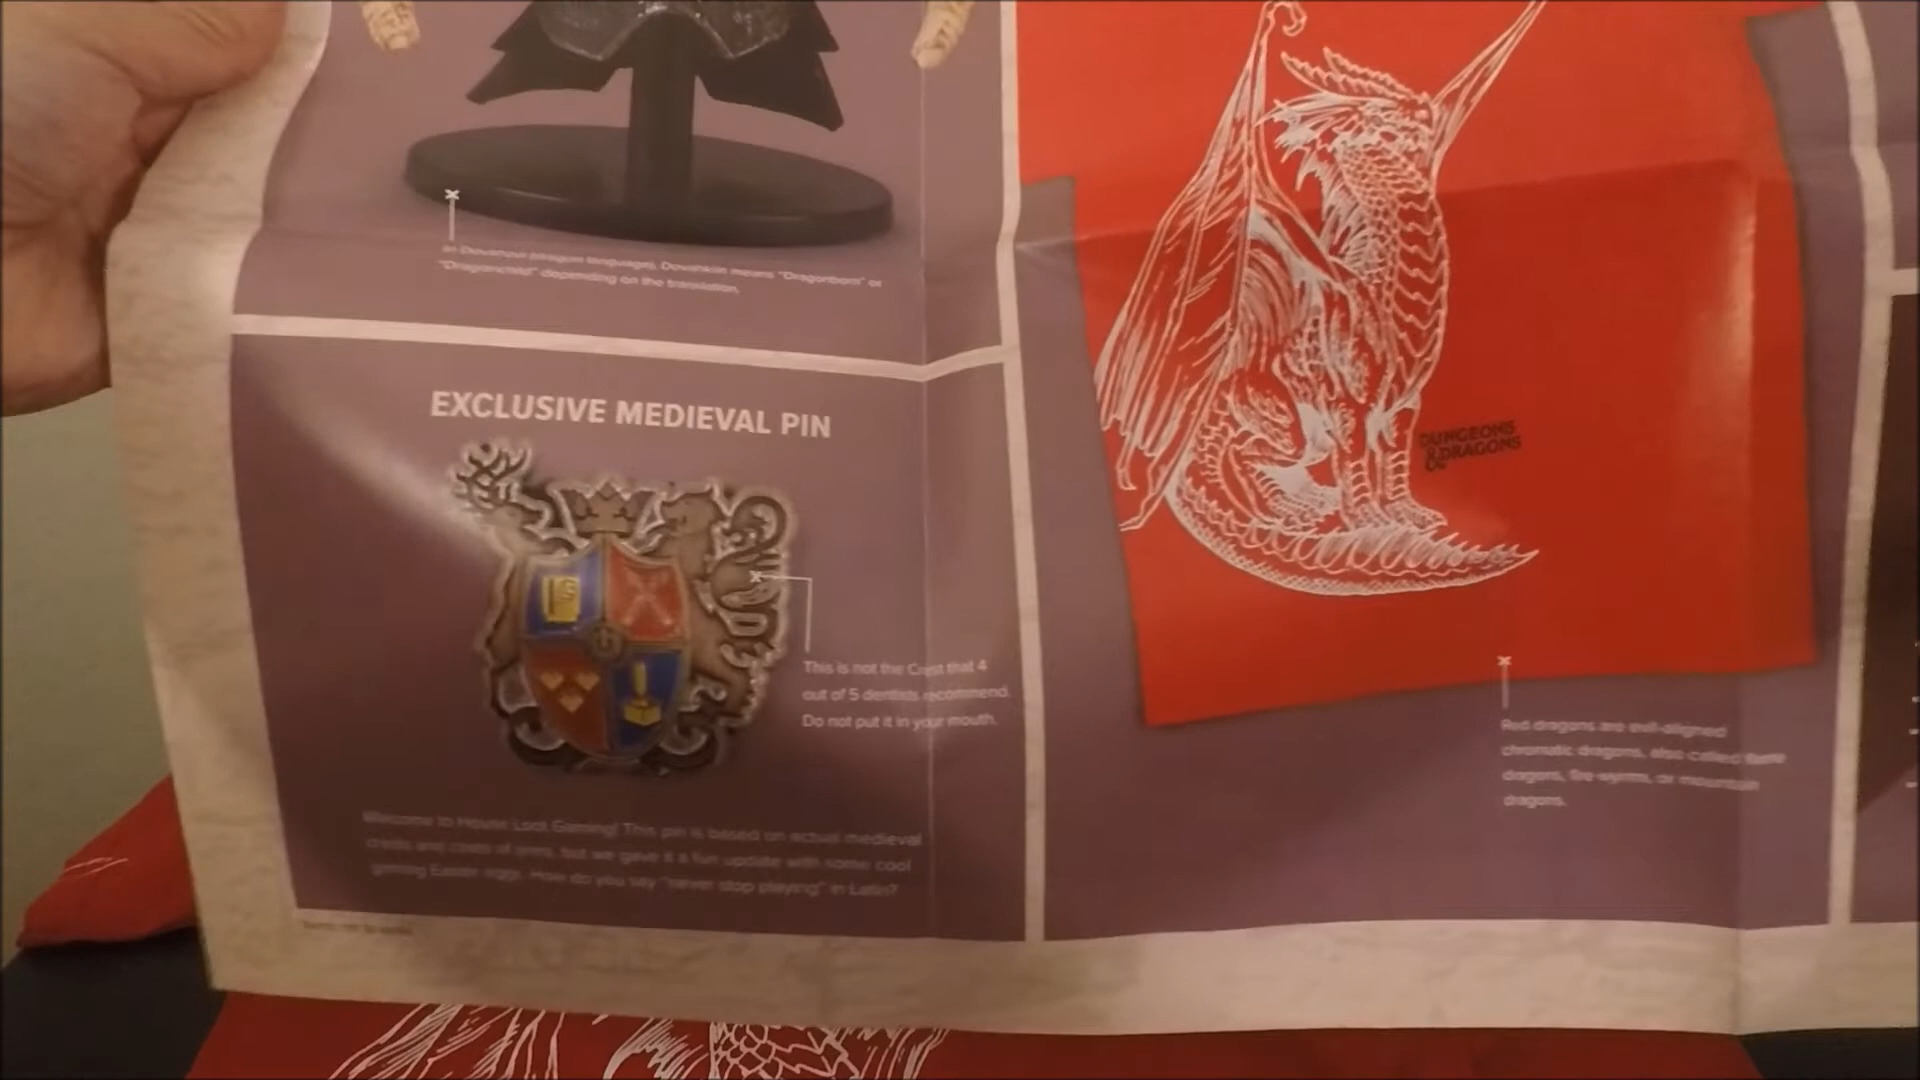 In Dovahzul (dragon language), Dovahkiin means "Dragonborn" or
"Dragonchild" depending on the translation.
EXCLUSIVE MEDIEVAL PIN
This is not the Crest that 4
out of 5 dentists recommend.
Do not put it in your mouth.
Welcome to House Loot Gaming! This pin is based on actual medieval
crests and coats of arms, but we gave it a fun update with some cool
gaming Easter eggs. How do you say "never stop playing" in Latin?
DUNGEONS
& DRAGONS
Red dragons are evil-aligned
chromatic dragons, also called flame
dragons, fire wyrms, or mountain
dragons.